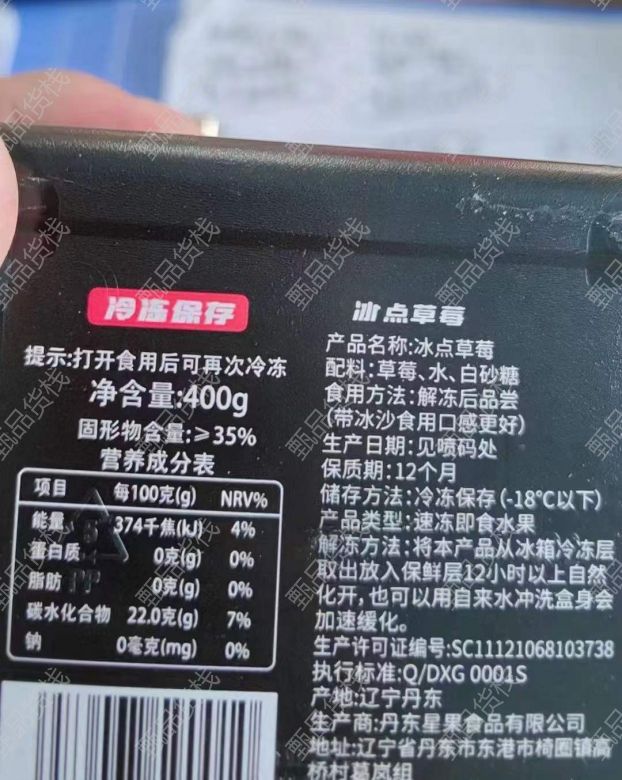 冷冻保存
提示:打开食用后可再次冷冻
净含量:400g
固形物含量:≥35%
营养成分表
项目 每100克(g) NRV%
能量 374千焦(kJ) 4%
蛋白质 0克(g) 0%
脂肪 0克(g) 0%
碳水化合物 22.0克(g) 7%
钠 0毫克(mg) 0%
冰点草莓
产品名称:冰点草莓
配料:草莓、水、白砂糖
食用方法:解冻后品尝
(带冰沙食用口感更好)
生产日期:见喷码处
保质期:12个月
储存方法:冷冻保存(-18°C以下)
产品类型:速冻即食水果
解冻方法:将本产品从冰箱冷冻层
取出放入保鲜层12小时以上自然
化开,也可以用自来水冲洗盒身会
加速缓化。
生产许可证编号:SC11121068103738
执行标准:Q/DXG 0001S
产地:辽宁丹东
生产商:丹东星果食品有限公司
地址:辽宁省丹东市东港市椅圈镇高
桥村葛岚组
6
PP
甄品货栈